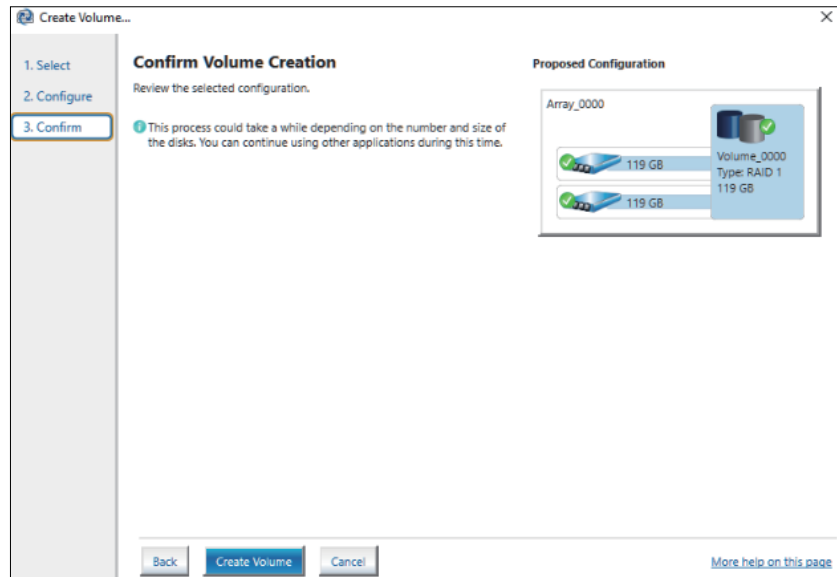 Create Volume...
1. Select
2. Configure
3. Confirm
Confirm Volume Creation
Review the selected configuration.
This process could take a while depending on the number and size of
the disks. You can continue using other applications during this time.
Proposed Configuration
Array_0000
119 GB
119 GB
Volume_0000
Type: RAID 1
119 GB
Back
Create Volume
Cancel
More help on this page